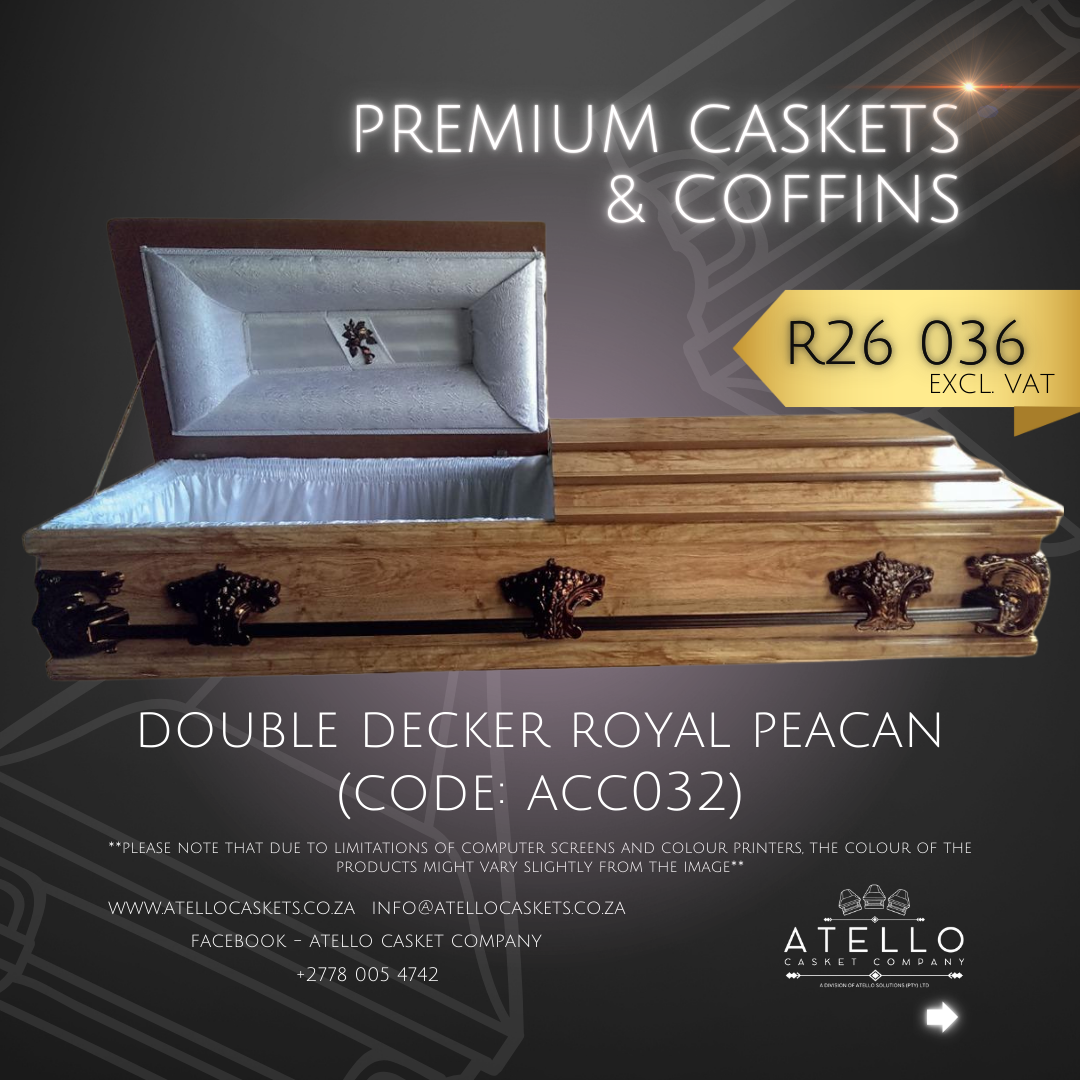 PREMIUM CASKETS
& COFFINS
R26 036
EXCL. VAT
DOUBLE DECKER ROYAL PEACAN
(CODE: ACC032)
**PLEASE NOTE THAT DUE TO LIMITATIONS OF COMPUTER SCREENS AND COLOUR PRINTERS, THE COLOUR OF THE
PRODUCTS MIGHT VARY SLIGHTLY FROM THE IMAGE**
WWW.ATELLOCASKETS.CO.ZA INFO@ATELLOCASKETS.CO.ZA
FACEBOOK - ATELLO CASKET COMPANY
+2778 005 4742
ATELLO
CASKET COMPANY
A DIVISION OF ATELLO SOLUTIONS (PTY) LTD